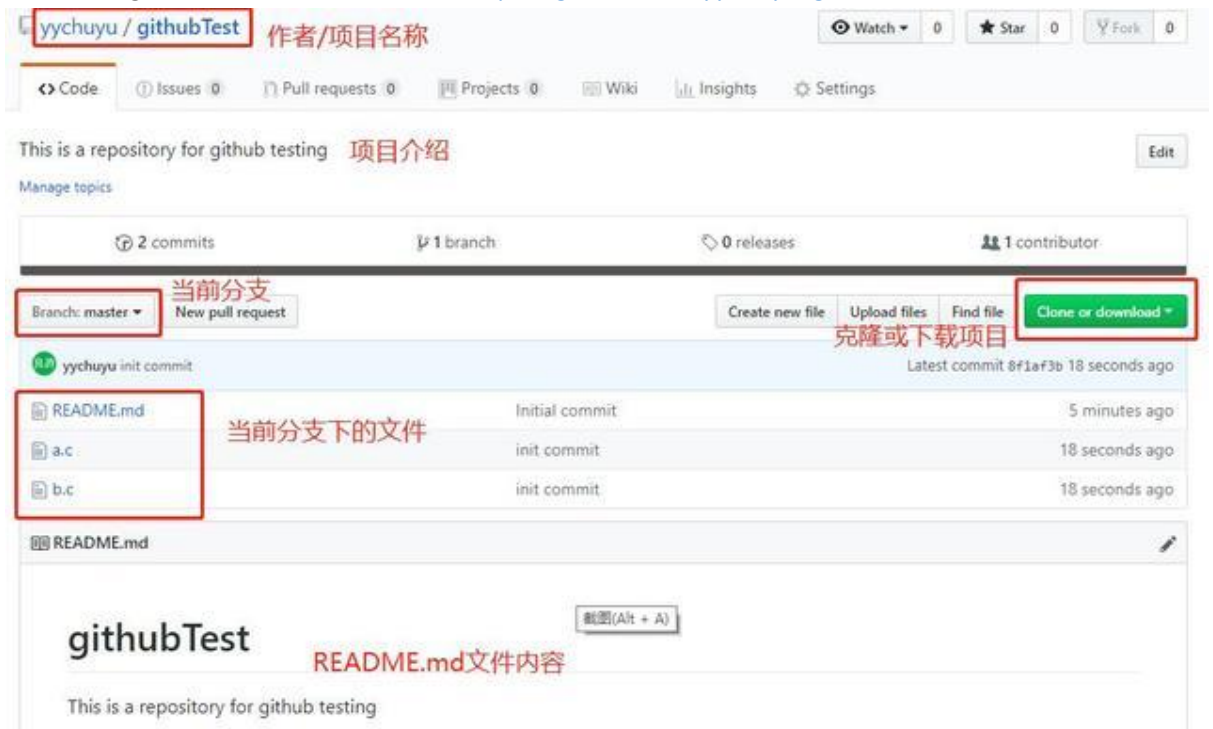 yychuyu / githubTest 作者/项目名称 Watch 0 Star 0 Fork 0
Code Issues 0 Pull requests 0 Projects 0 Wiki Insights Settings
This is a repository for github testing 项目介绍 Edit
Manage topics
2 commits 1 branch 0 releases 1 contributor
当前分支
Branch: master New pull request Create new file Upload files Find file Clone or download
克隆或下载项目
yychuyu init commit Latest commit 8f1af3b 18 seconds ago
README.md Initial commit 5 minutes ago
当前分支下的文件
a.c init commit 18 seconds ago
b.c init commit 18 seconds ago
README.md
截图(Alt + A)
githubTest
README.md文件内容
This is a repository for github testing